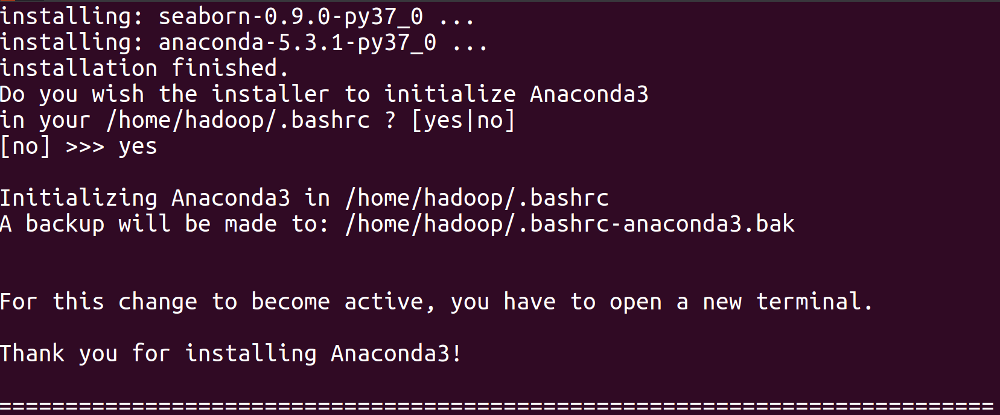 installing: seaborn-0.9.0-py37_0 ...
installing: anaconda-5.3.1-py37_0 ...
installation finished.
Do you wish the installer to initialize Anaconda3
in your /home/hadoop/.bashrc ? [yes|no]
[no] >>> yes
Initializing Anaconda3 in /home/hadoop/.bashrc
A backup will be made to: /home/hadoop/.bashrc-anaconda3.bak
For this change to become active, you have to open a new terminal.
Thank you for installing Anaconda3!
===========================================================================